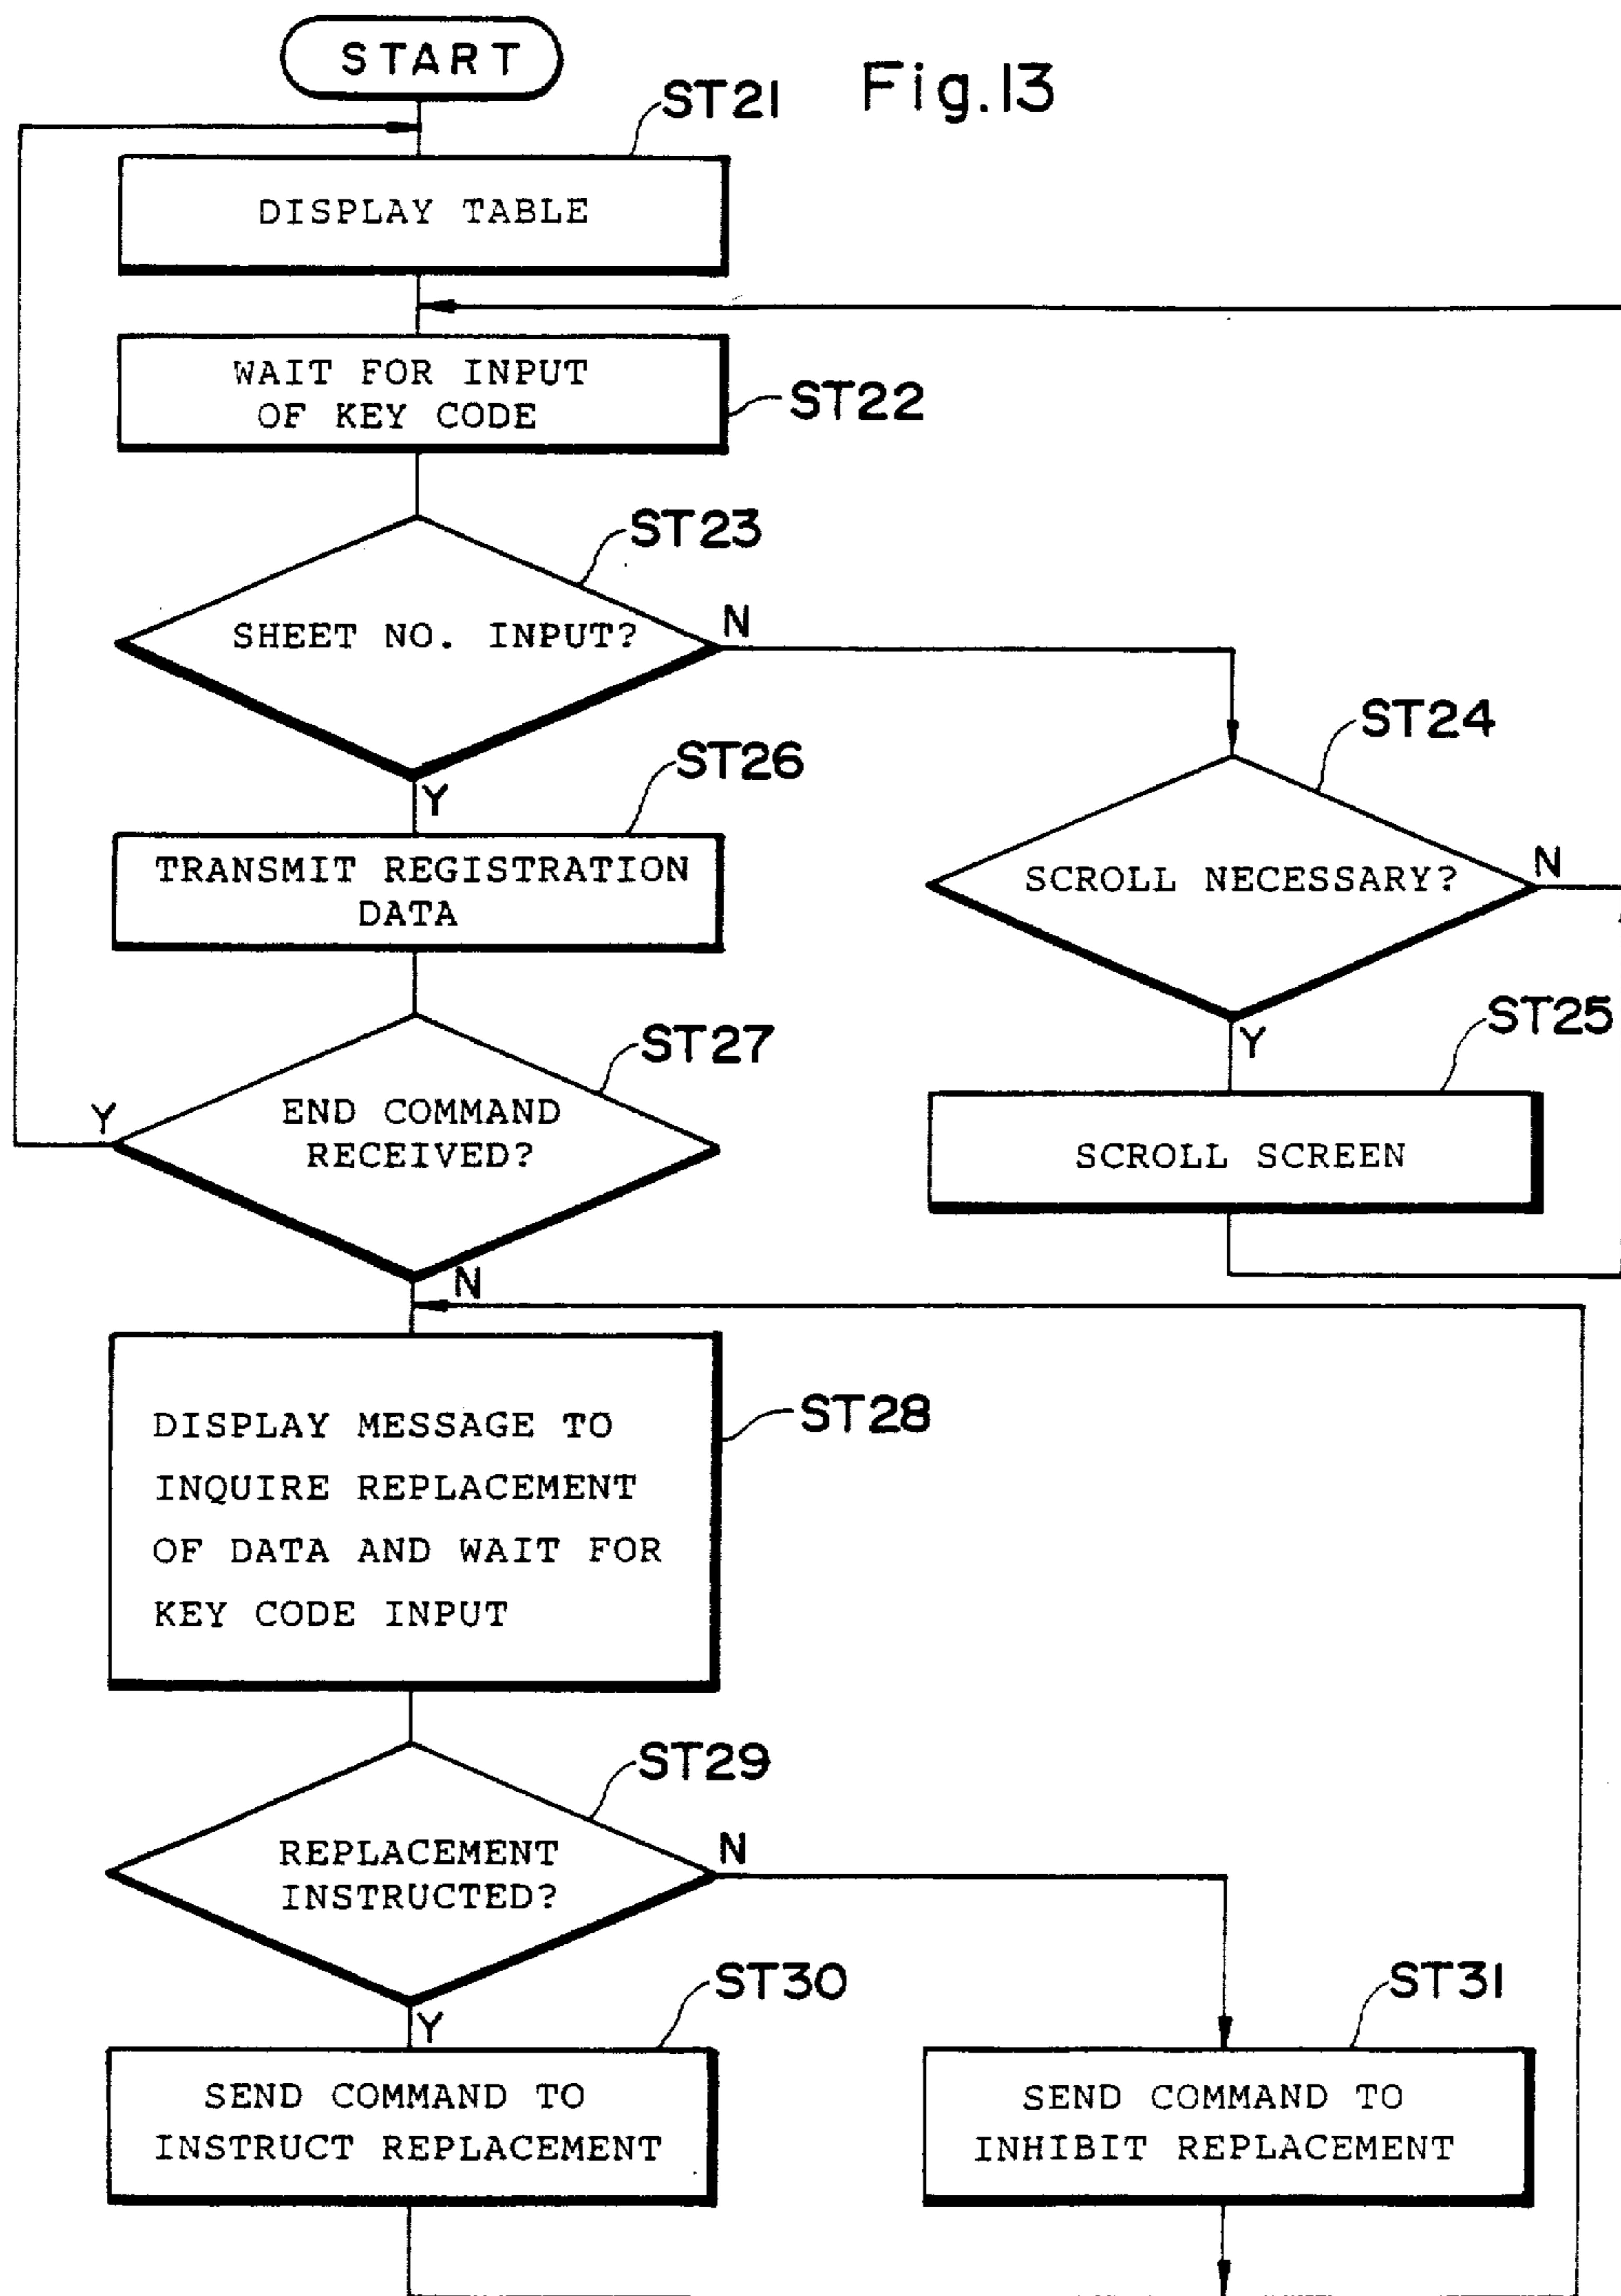 START
Fig.13
ST21
DISPLAY TABLE
WAIT FOR INPUT
OF KEY CODE
ST22
ST23
SHEET NO. INPUT?
N
ST24
SCROLL NECESSARY?
N
Y
ST26
TRANSMIT REGISTRATION
DATA
ST25
Y
SCROLL SCREEN
ST27
END COMMAND
RECEIVED?
Y
N
DISPLAY MESSAGE TO
INQUIRE REPLACEMENT
OF DATA AND WAIT FOR
KEY CODE INPUT
ST28
ST29
REPLACEMENT
INSTRUCTED?
N
Y
ST30
SEND COMMAND TO
INSTRUCT REPLACEMENT
ST31
SEND COMMAND TO
INHIBIT REPLACEMENT